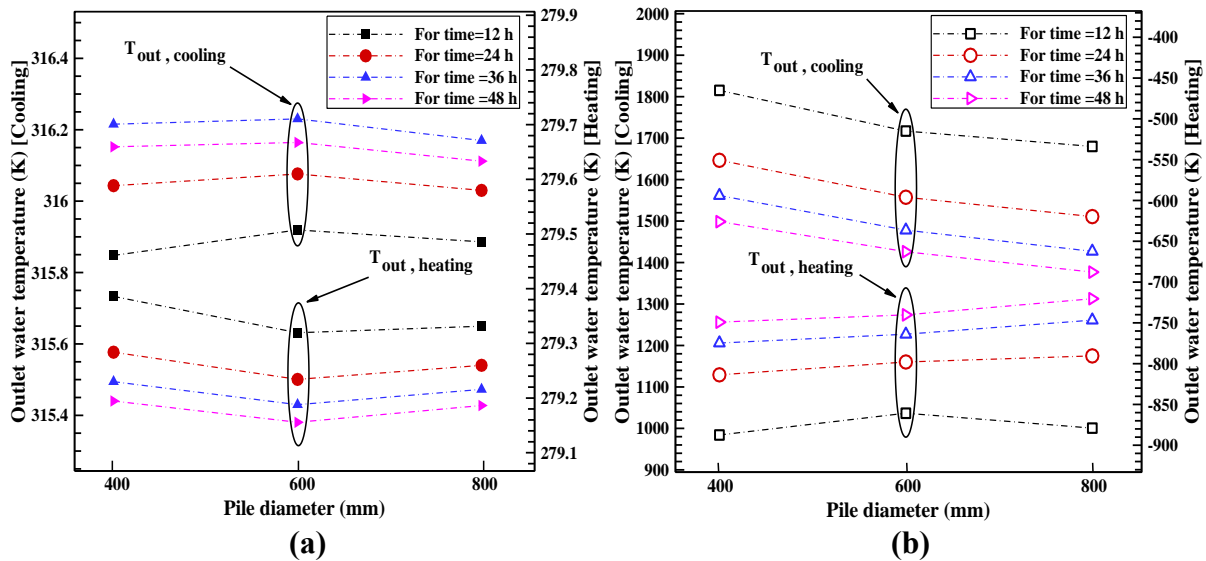 Outlet water temperature (K) [Cooling]
316.4
316.2
316
315.8
315.6
315.4
For time=12 h
For time=24 h
For time =36 h
For time =48 h
T out , cooling
T out , heating
279.9
279.8
279.7
279.6
279.5
279.4
279.3
279.2
279.1
Outlet water temperature (K) [Heating]
400
600
800
Pile diameter (mm)
(a)
Outlet water temperature (K) [Cooling]
2000
1900
1800
1700
1600
1500
1400
1300
1200
1100
1000
900
For time =12 h
For time =24 h
For time =36 h
For time =48 h
T out , cooling
T out , heating
-400
-450
-500
-550
-600
-650
-700
-750
-800
-850
-900
Outlet water temperature (K) [Heating]
400
600
800
Pile diameter (mm)
(b)